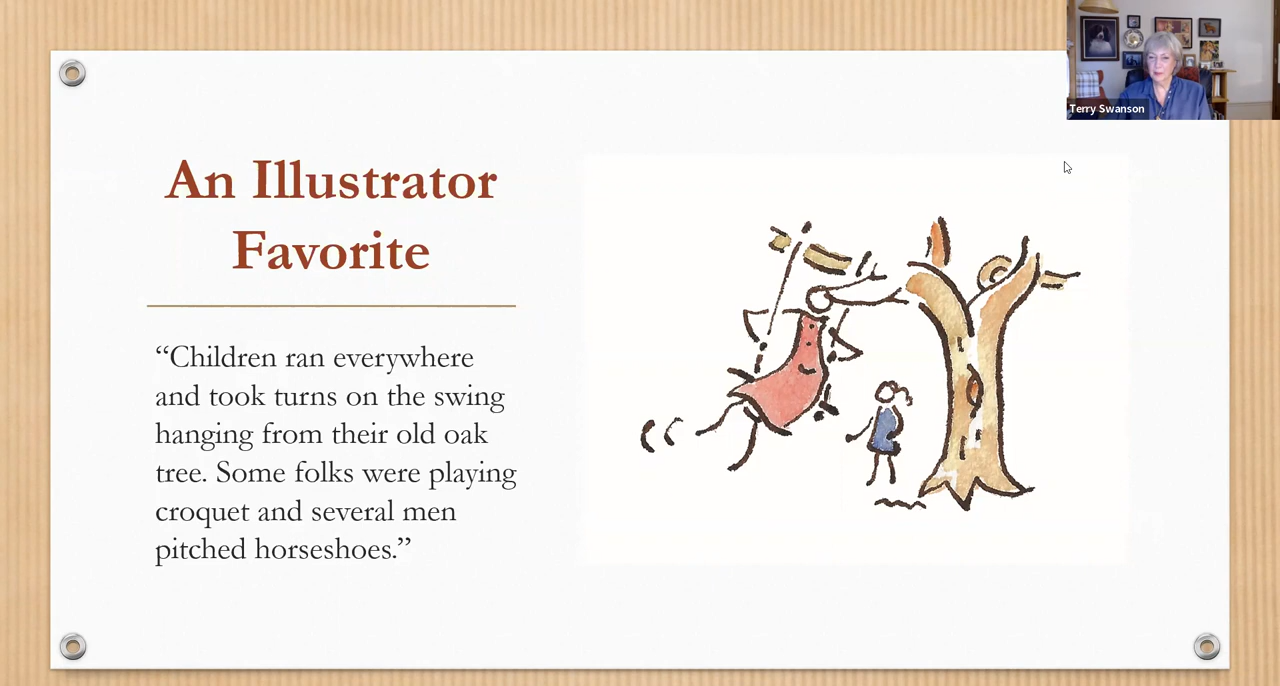 Terry Swanson
An Illustrator
Favorite
“Children ran everywhere
and took turns on the swing
hanging from their old oak
tree. Some folks were playing
croquet and several men
pitched horseshoes.”